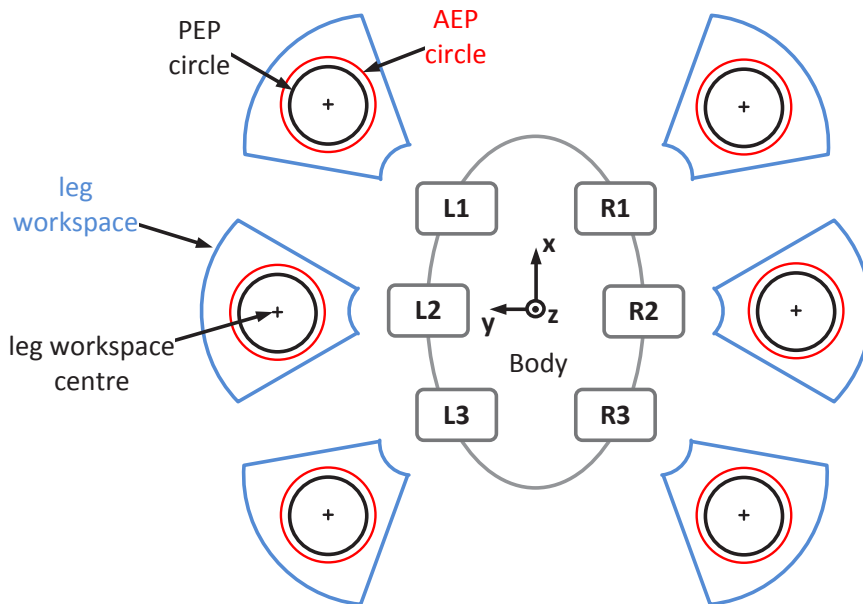 PEP
circle
AEP
circle
leg
workspace
L1
R1
x
L2
y
z
R2
leg workspace
centre
Body
L3
R3